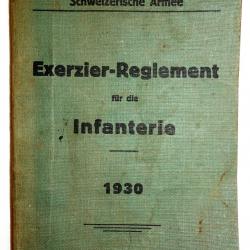 Schweizerische Armee
Exerzier-Reglement
für die
Infanterie
1930